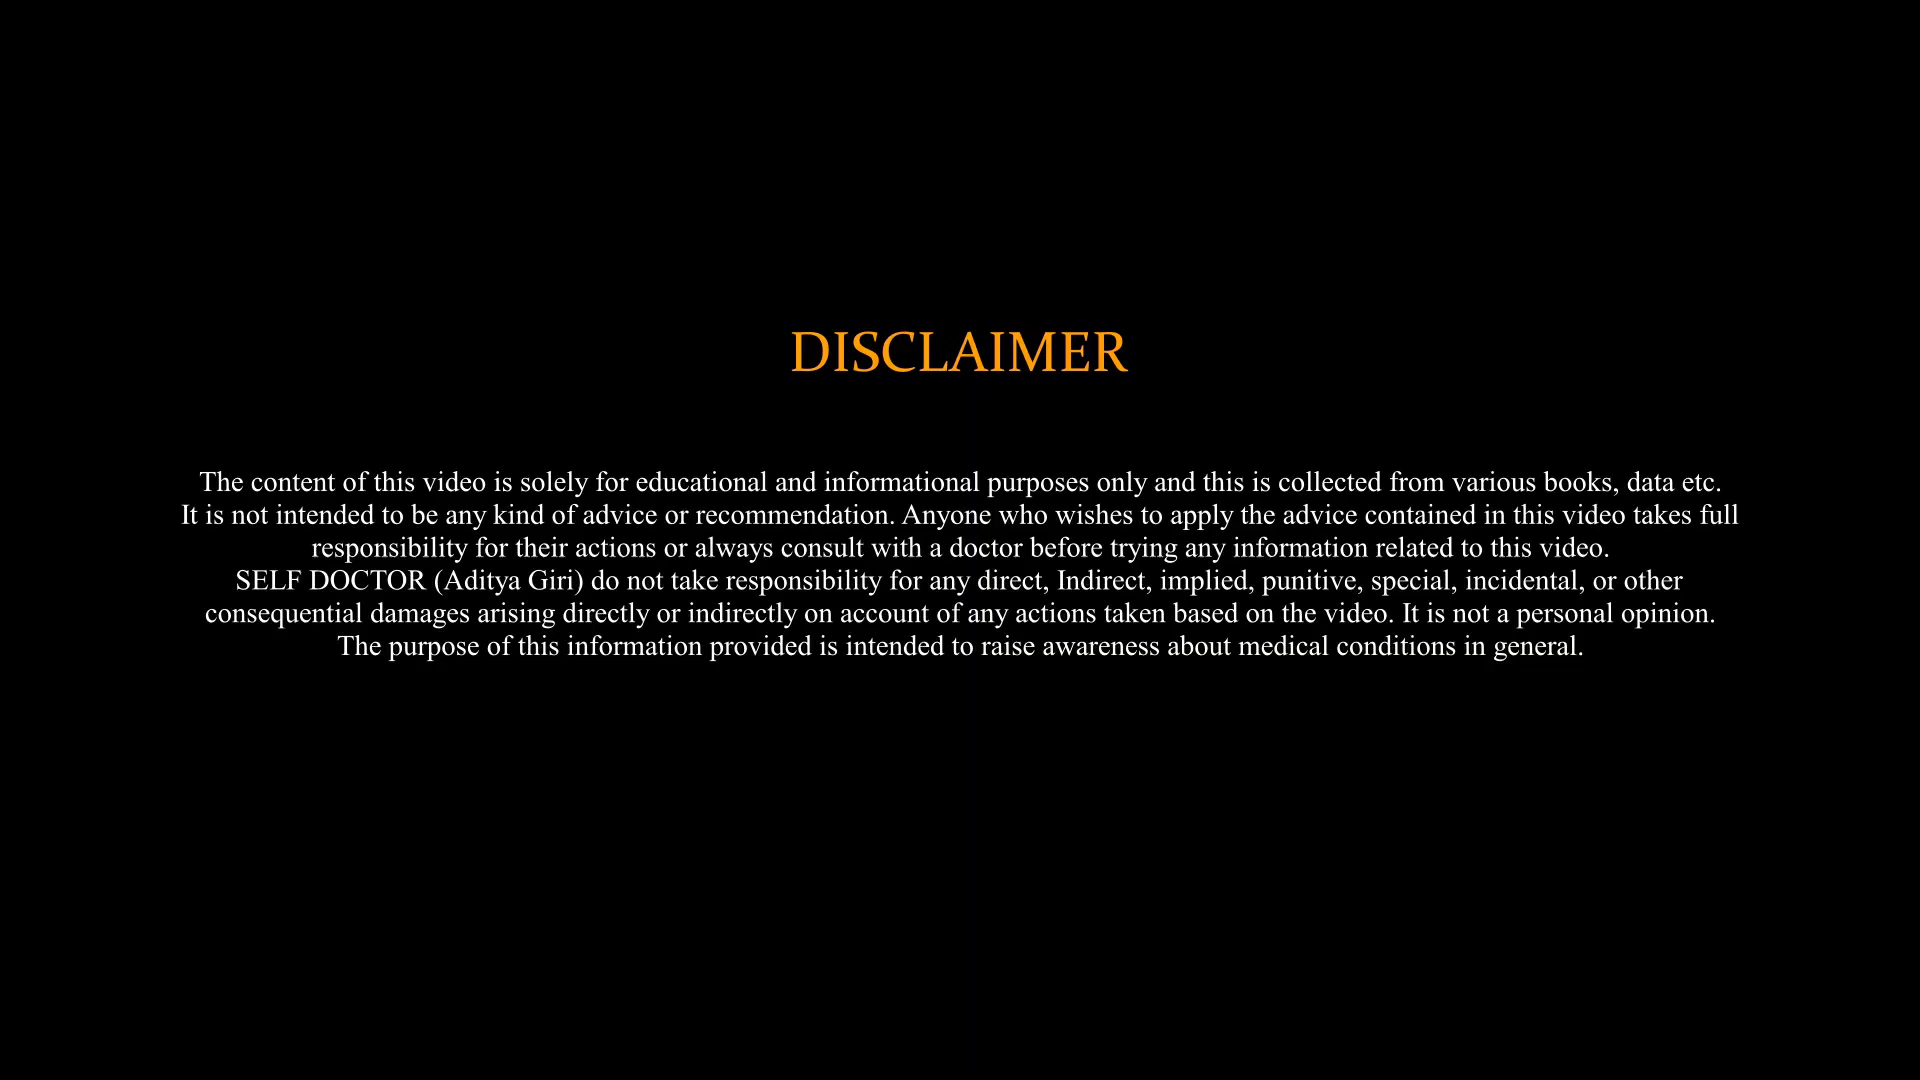 DISCLAIMER
The content of this video is solely for educational and informational purposes only and this is collected from various books, data etc.
It is not intended to be any kind of advice or recommendation. Anyone who wishes to apply the advice contained in this video takes full
responsibility for their actions or always consult with a doctor before trying any information related to this video.
SELF DOCTOR (Aditya Giri) do not take responsibility for any direct, Indirect, implied, punitive, special, incidental, or other
consequential damages arising directly or indirectly on account of any actions taken based on the video. It is not a personal opinion.
The purpose of this information provided is intended to raise awareness about medical conditions in general.